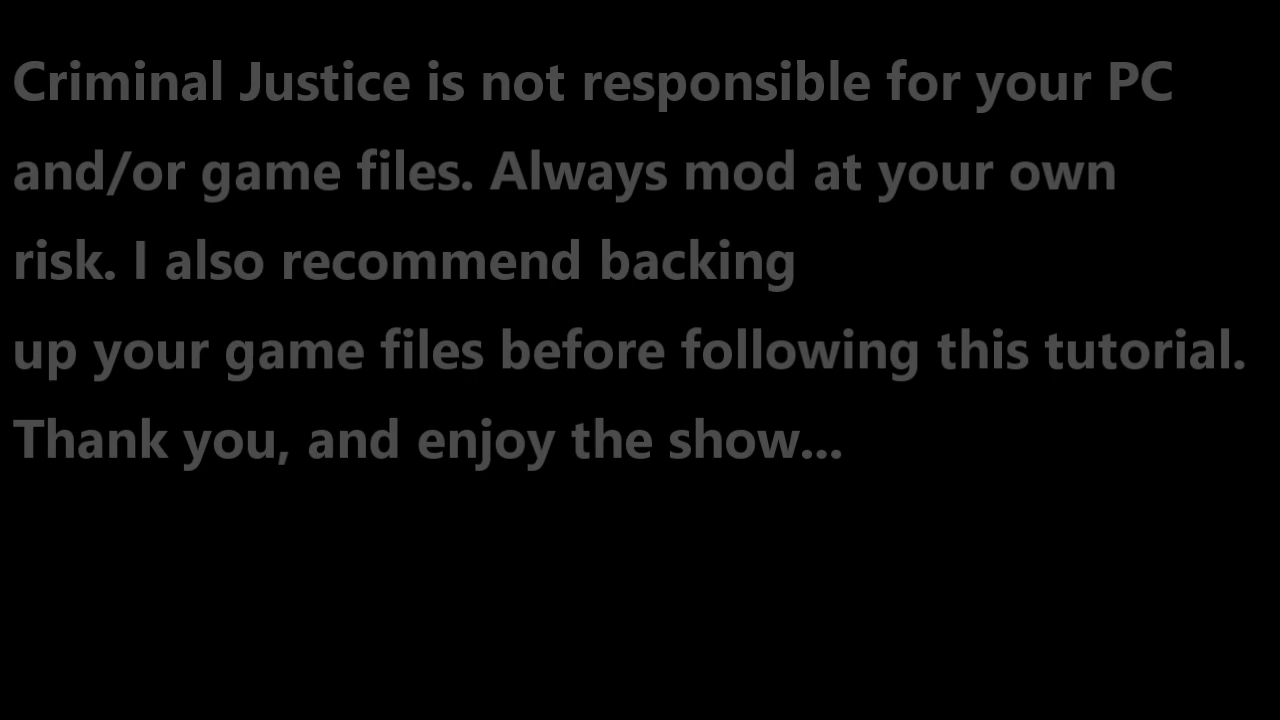 Criminal Justice is not responsible for your PC
and/or game files. Always mod at your own
risk. I also recommend backing
up your game files before following this tutorial.
Thank you, and enjoy the show...